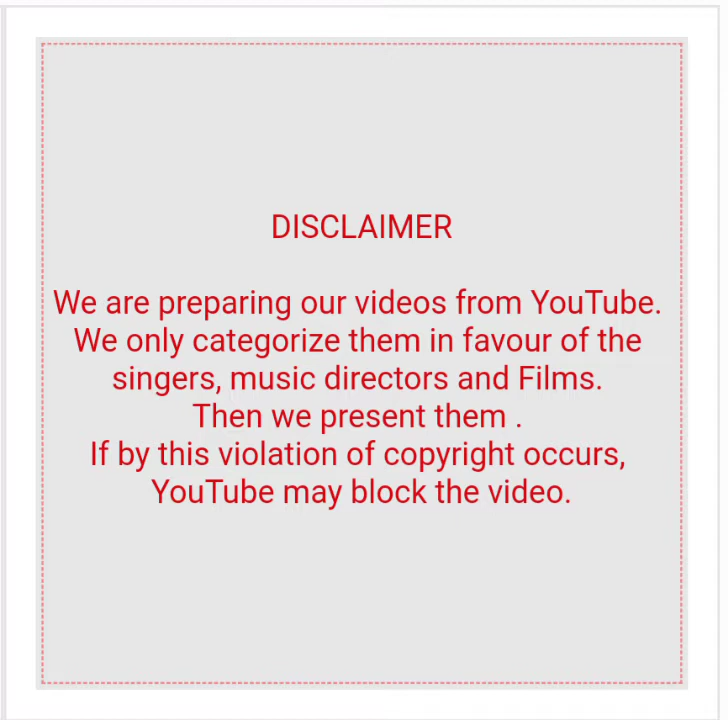 DISCLAIMER
We are preparing our videos from YouTube.
We only categorize them in favour of the
singers, music directors and Films.
Then we present them .
If by this violation of copyright occurs,
YouTube may block the video.